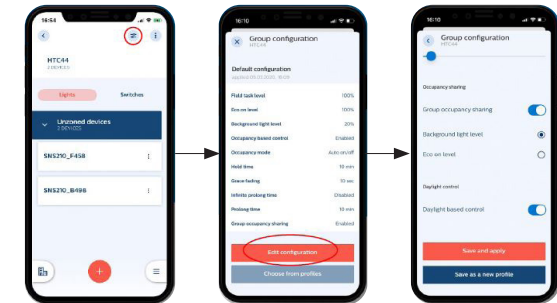 16:54
HTC44
2 DEVICES
Lights Switches
Unzoned devices
2 DEVICES
SNS210_F458
SNS210_B498
16:10
Group configuration
HTC44
Default configuration
Field task level 100%
Eco on level 100%
Background light level 20%
Occupancy based control Enabled
Occupancy mode Auto on/off
Hold time 10 min
Grace fading 10 sec
Infinite prolong time Disabled
Prolong time 10 min
Group occupancy sharing Enabled
Edit configuration
Choose from profiles
16:10
Group configuration
HTC44
Occupancy sharing
Group occupancy sharing
Background light level
Eco on level
Daylight control
Daylight based control
Save and apply
Save as a new profile